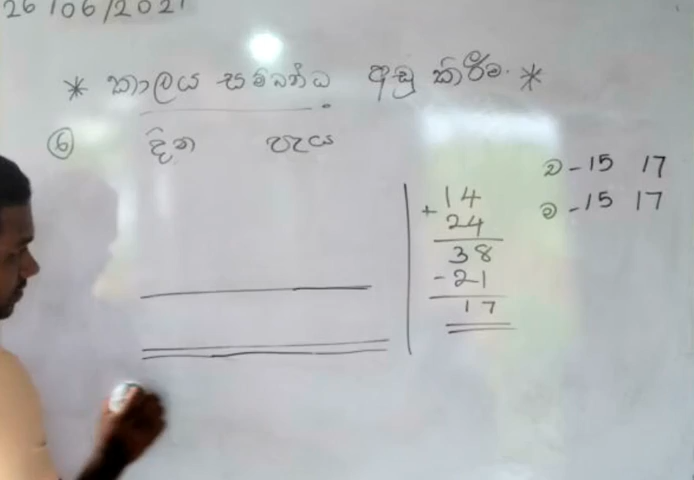 26/06/2021
* කාලය සම්බන්ධ අඩු කිරීම. *
⑥ දින පැය
ව - 15 17
ම - 15 17
14
+ 24
38
- 21
17